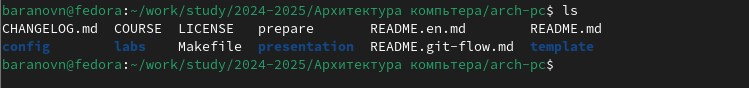 baranovn@fedora:~/work/study/2024-2025/Архитектура компьтера/arch-pc$ ls
CHANGELOG.md COURSE LICENSE prepare README.en.md README.md
config labs Makefile presentation README.git-flow.md template
baranovn@fedora:~/work/study/2024-2025/Архитектура компьтера/arch-pc$